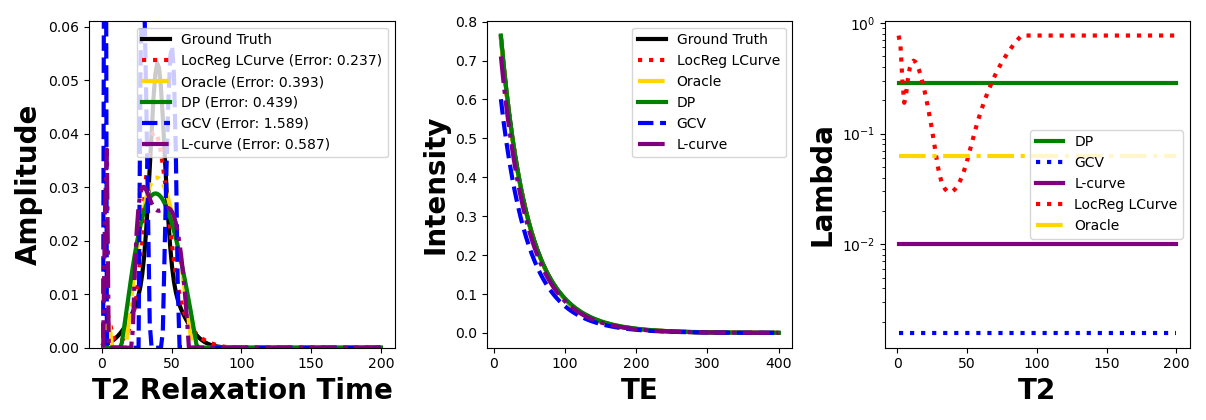 0.06
0.05
0.04
0.03
0.02
0.01
0.00
Amplitude
0
50
100
150
200
T2 Relaxation Time
Ground Truth
LocReg LCurve (Error: 0.237)
Oracle (Error: 0.393)
DP (Error: 0.439)
GCV (Error: 1.589)
L-curve (Error: 0.587)
0.8
0.7
0.6
0.5
0.4
0.3
0.2
0.1
0.0
Intensity
0
100
200
300
400
TE
Ground Truth
LocReg LCurve
Oracle
DP
GCV
L-curve
10⁰
10⁻¹
10⁻²
Lambda
0
50
100
150
200
T2
DP
GCV
L-curve
LocReg LCurve
Oracle